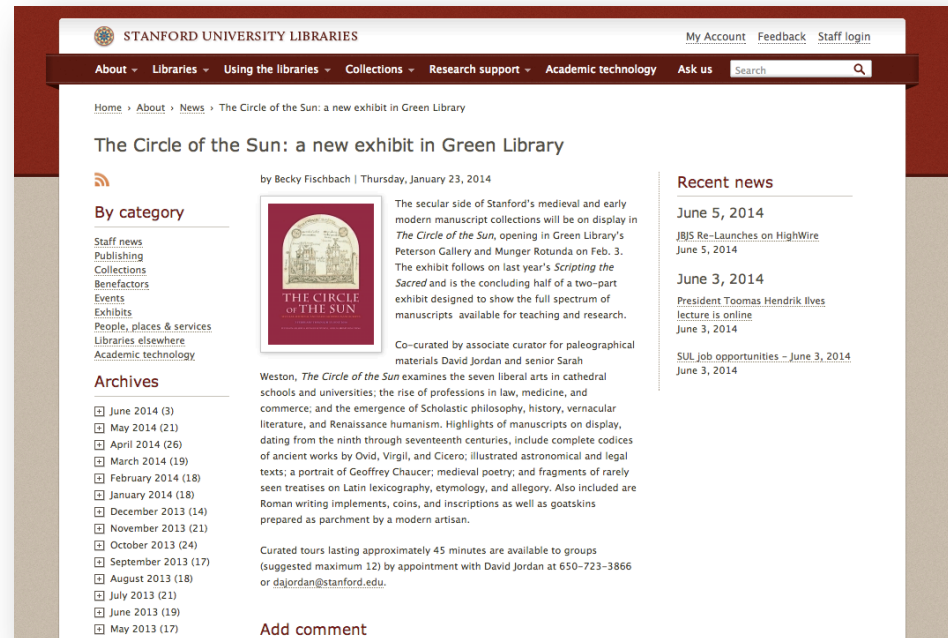 STANFORD UNIVERSITY LIBRARIES
My Account Feedback Staff login
About Libraries Using the libraries Collections Research support Academic technology Ask us Search
Home › About › News › The Circle of the Sun: a new exhibit in Green Library
The Circle of the Sun: a new exhibit in Green Library
By category
Staff news
Publishing
Collections
Benefactors
Events
Exhibits
People, places & services
Libraries elsewhere
Academic technology
Archives
June 2014 (3)
May 2014 (21)
April 2014 (26)
March 2014 (19)
February 2014 (18)
January 2014 (18)
December 2013 (14)
November 2013 (21)
October 2013 (24)
September 2013 (17)
August 2013 (18)
July 2013 (21)
June 2013 (19)
May 2013 (17)
by Becky Fischbach | Thursday, January 23, 2014
THE CIRCLE
OF THE SUN
The secular side of Stanford's medieval and early
modern manuscript collections will be on display in
The Circle of the Sun, opening in Green Library's
Peterson Gallery and Munger Rotunda on Feb. 3.
The exhibit follows on last year's Scripting the
Sacred and is the concluding half of a two-part
exhibit designed to show the full spectrum of
manuscripts available for teaching and research.
Co-curated by associate curator for paleographical
materials David Jordan and senior Sarah
Weston, The Circle of the Sun examines the seven liberal arts in cathedral
schools and universities; the rise of professions in law, medicine, and
commerce; and the emergence of Scholastic philosophy, history, vernacular
literature, and Renaissance humanism. Highlights of manuscripts on display,
dating from the ninth through seventeenth centuries, include complete codices
of ancient works by Ovid, Virgil, and Cicero; illustrated astronomical and legal
texts; a portrait of Geoffrey Chaucer; medieval poetry; and fragments of rarely
seen treatises on Latin lexicography, etymology, and allegory. Also included are
Roman writing implements, coins, and inscriptions as well as goatskins
prepared as parchment by a modern artisan.
Curated tours lasting approximately 45 minutes are available to groups
(suggested maximum 12) by appointment with David Jordan at 650-723-3866
or dajordan@stanford.edu.
Add comment
Recent news
June 5, 2014
JBJS Re-Launches on HighWire
June 5, 2014
June 3, 2014
President Toomas Hendrik Ilves
lecture is online
June 3, 2014
SUL job opportunities - June 3, 2014
June 3, 2014